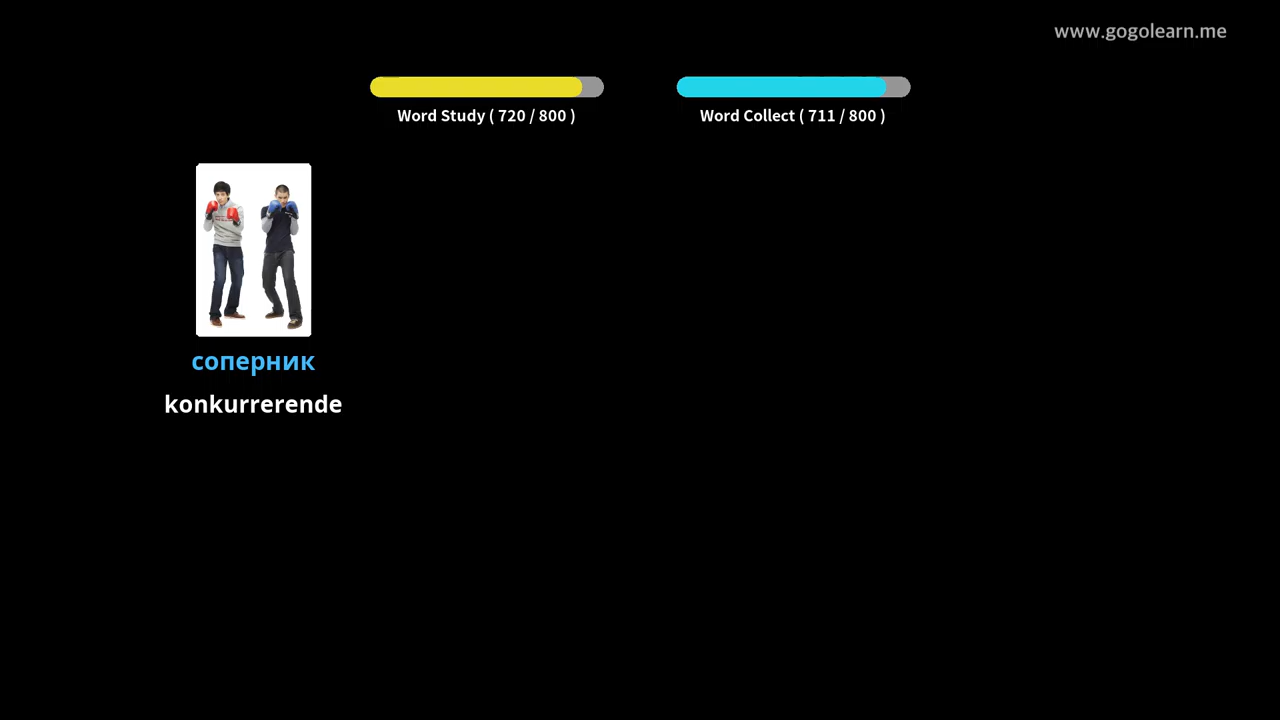 www.gogolearn.me
Word Study ( 720 / 800 )
Word Collect ( 711 / 800 )
соперник
konkurrerende